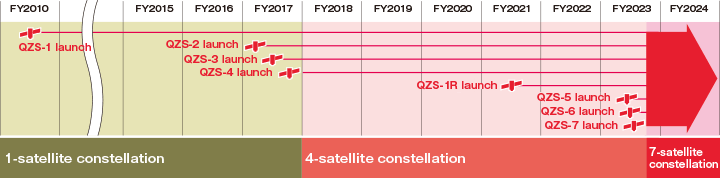 FY2010 FY2015 FY2016 FY2017 FY2018 FY2019 FY2020 FY2021 FY2022 FY2023 FY2024
QZS-1 launch
QZS-2 launch
QZS-3 launch
QZS-4 launch
QZS-1R launch
QZS-5 launch
QZS-6 launch
QZS-7 launch
1-satellite constellation
4-satellite constellation
7-satellite
constellation